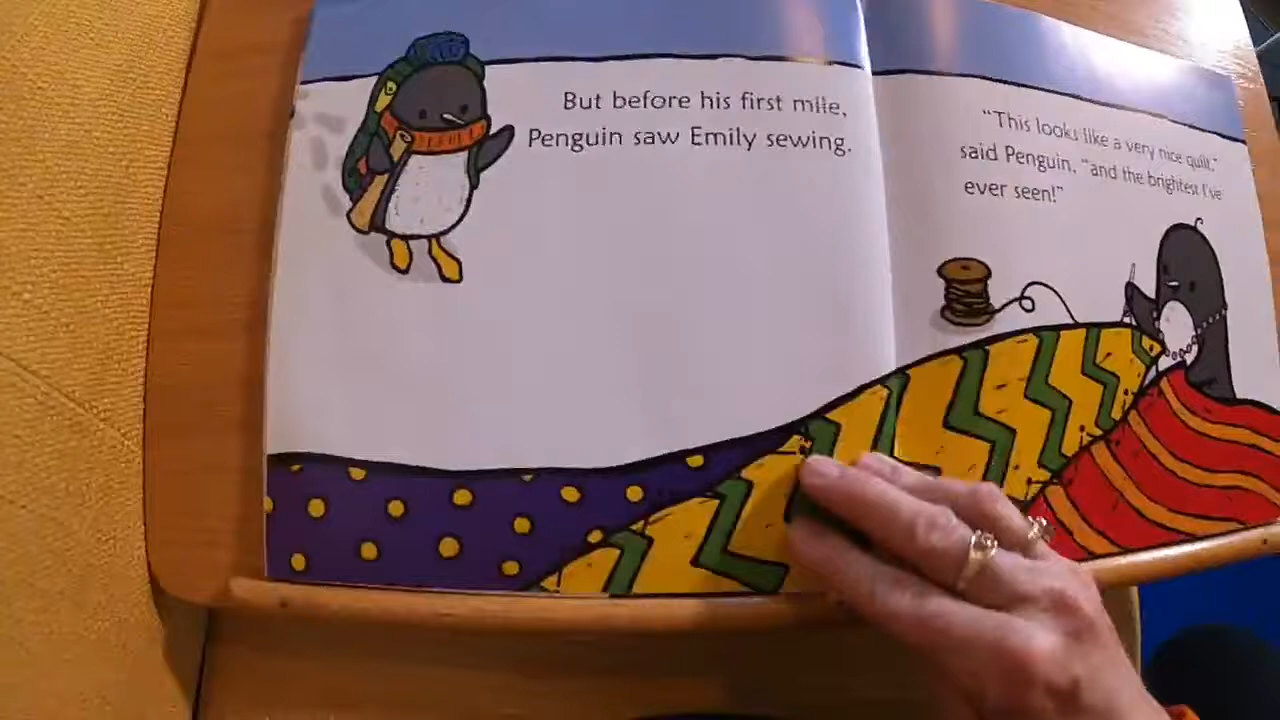 But before his first mile,
Penguin saw Emily sewing.
“This looks like a very nice quilt,”
said Penguin, “and the brightest I’ve
ever seen!”